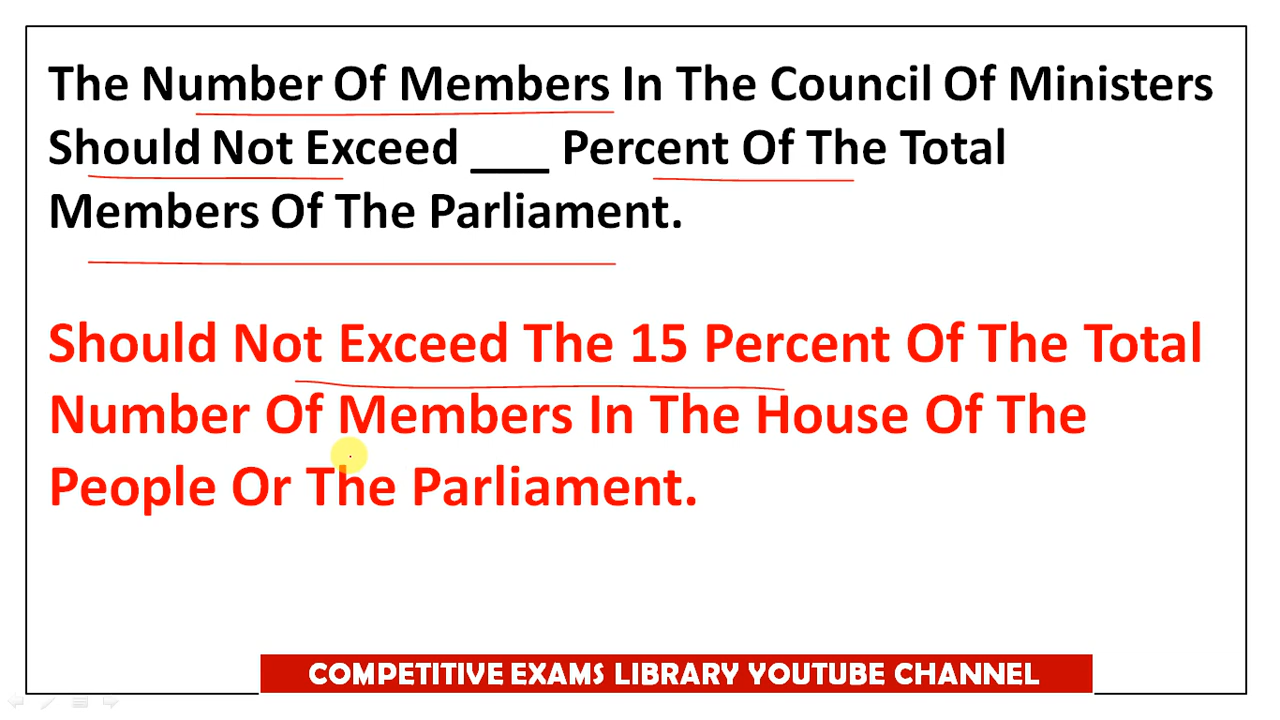 The Number Of Members In The Council Of Ministers
Should Not Exceed ___ Percent Of The Total
Members Of The Parliament.
Should Not Exceed The 15 Percent Of The Total
Number Of Members In The House Of The
People Or The Parliament.
COMPETITIVE EXAMS LIBRARY YOUTUBE CHANNEL